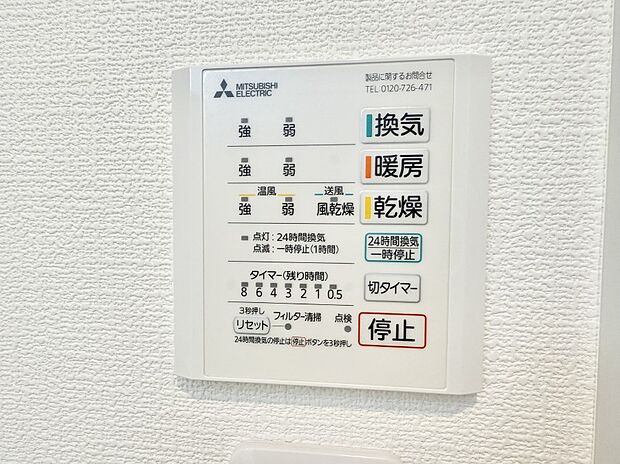 MITSUBISHI
ELECTRIC
製品に関するお問合せ
TEL:0120-726-471
強 弱 換気
強 弱 暖房
温風 送風
強 弱 風乾燥 乾燥
点灯:24時間換気
点滅:一時停止(1時間)
24時間換気
一時停止
タイマー(残り時間)
8 6 4 3 2 1 0.5
切タイマー
3秒押し
リセット フィルター清掃 点検
停止
24時間換気の停止は停止ボタンを3秒押し